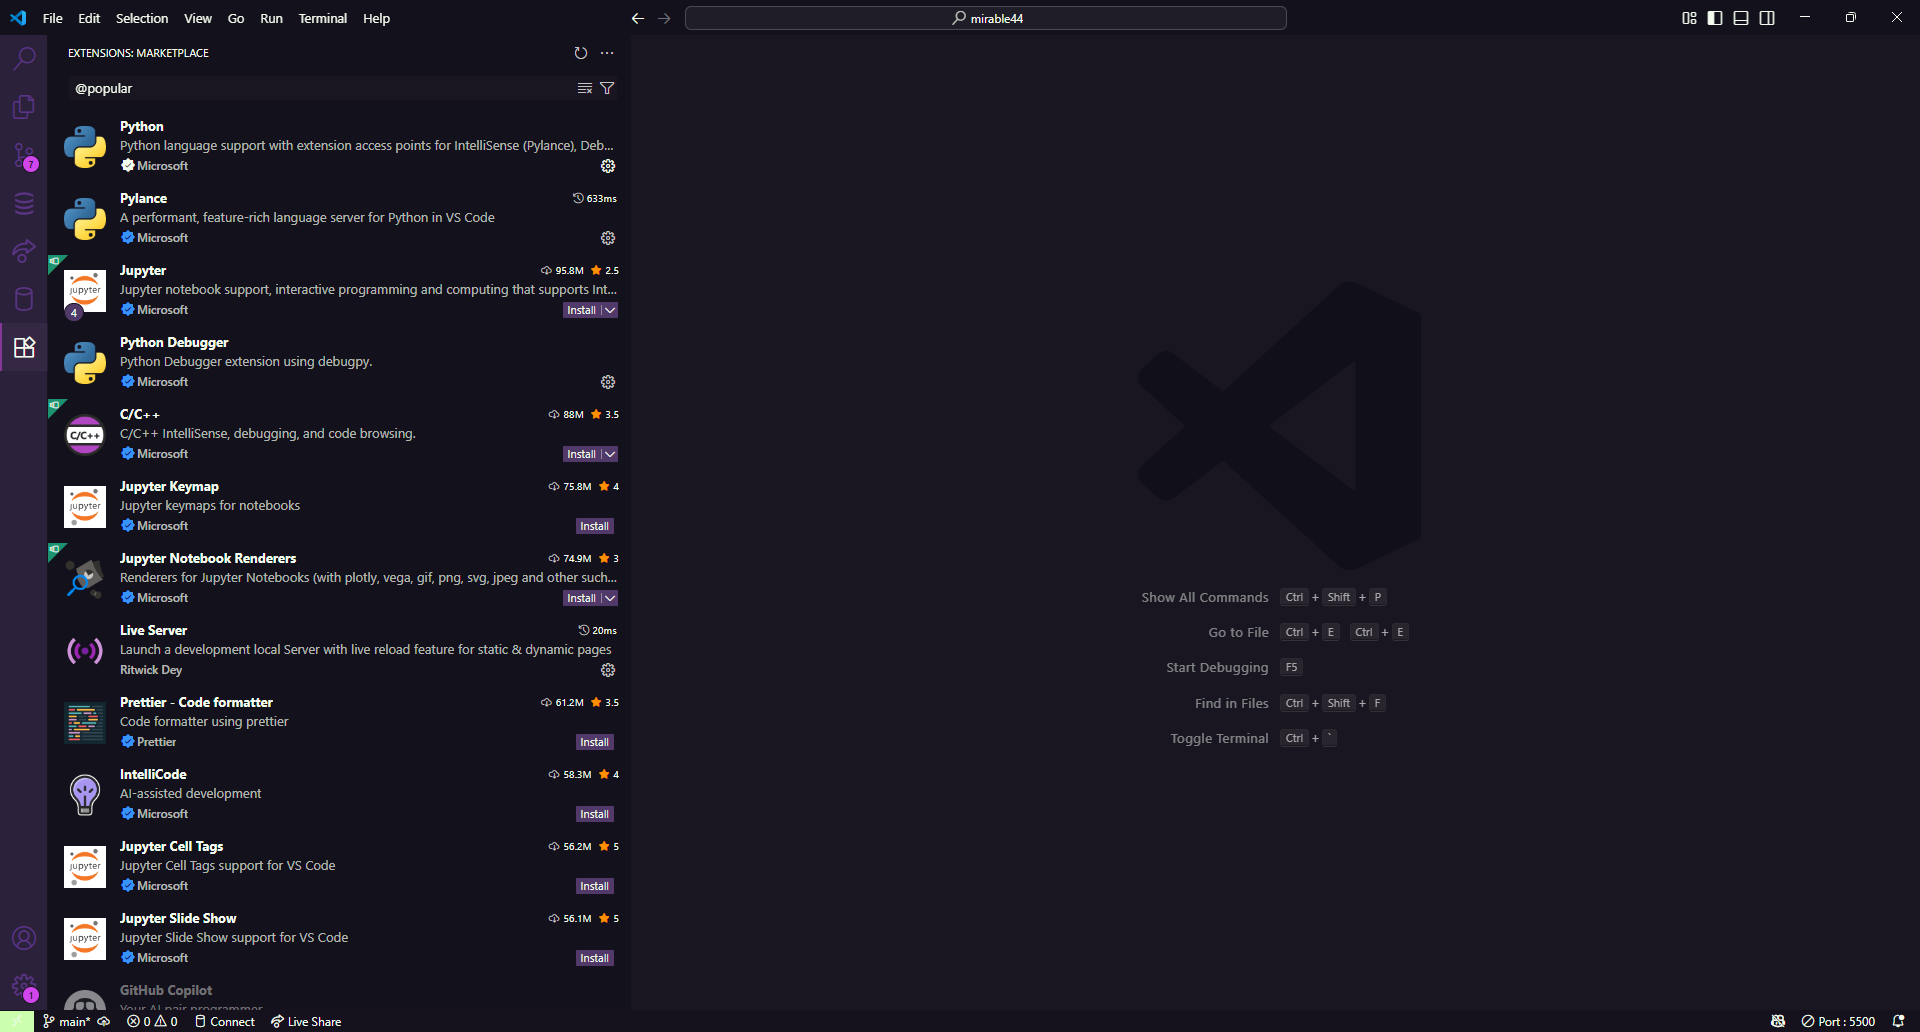 File Edit Selection View Go Run Terminal Help
mirable44
EXTENSIONS: MARKETPLACE
@popular
Python
Python language support with extension access points for IntelliSense (Pylance), Deb...
Microsoft
Pylance 633ms
A performant, feature-rich language server for Python in VS Code
Microsoft
Jupyter 95.8M 2.5
Jupyter notebook support, interactive programming and computing that supports Int...
jupyter
4
Microsoft Install
Python Debugger
Python Debugger extension using debugpy.
Microsoft
C/C++ 88M 3.5
C/C++ IntelliSense, debugging, and code browsing.
C/C++
Microsoft Install
Jupyter Keymap 75.8M 4
Jupyter keymaps for notebooks
jupyter
Microsoft Install
Jupyter Notebook Renderers 74.9M 3
Renderers for Jupyter Notebooks (with plotly, vega, gif, png, svg, jpeg and other such...
Microsoft Install
Live Server 20ms
Launch a development local Server with live reload feature for static & dynamic pages
Ritwick Dey
Prettier - Code formatter 61.2M 3.5
Code formatter using prettier
Prettier Install
IntelliCode 58.3M 4
AI-assisted development
Microsoft Install
Jupyter Cell Tags 56.2M 5
Jupyter Cell Tags support for VS Code
jupyter
Microsoft Install
Jupyter Slide Show 56.1M 5
Jupyter Slide Show support for VS Code
jupyter
Microsoft Install
GitHub Copilot
Your AI pair programmer
7
1
Show All Commands Ctrl + Shift + P
Go to File Ctrl + E Ctrl + E
Start Debugging F5
Find in Files Ctrl + Shift + F
Toggle Terminal Ctrl + `
main* 0 0 Connect Live Share Port : 5500